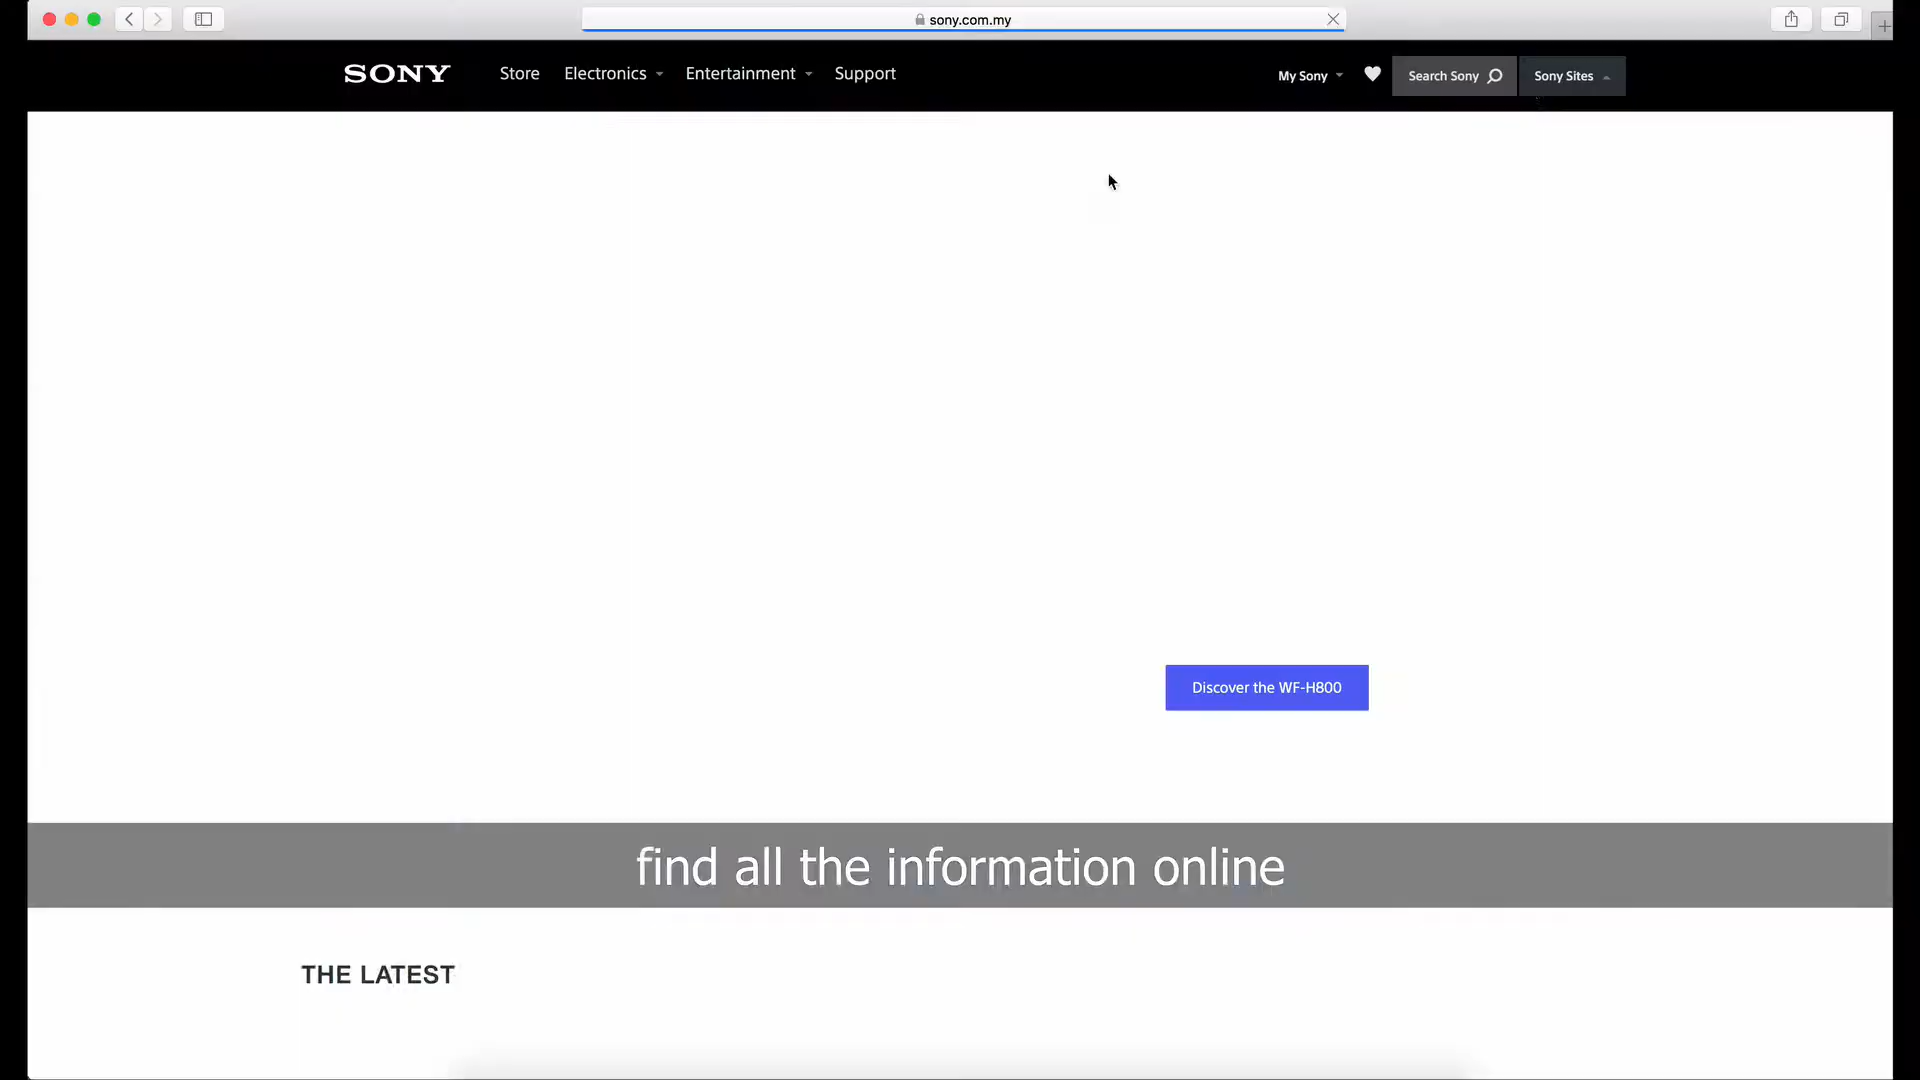 sony.com.my
SONY Store Electronics Entertainment Support My Sony Search Sony Sony Sites
Discover the WF-H800
find all the information online
THE LATEST